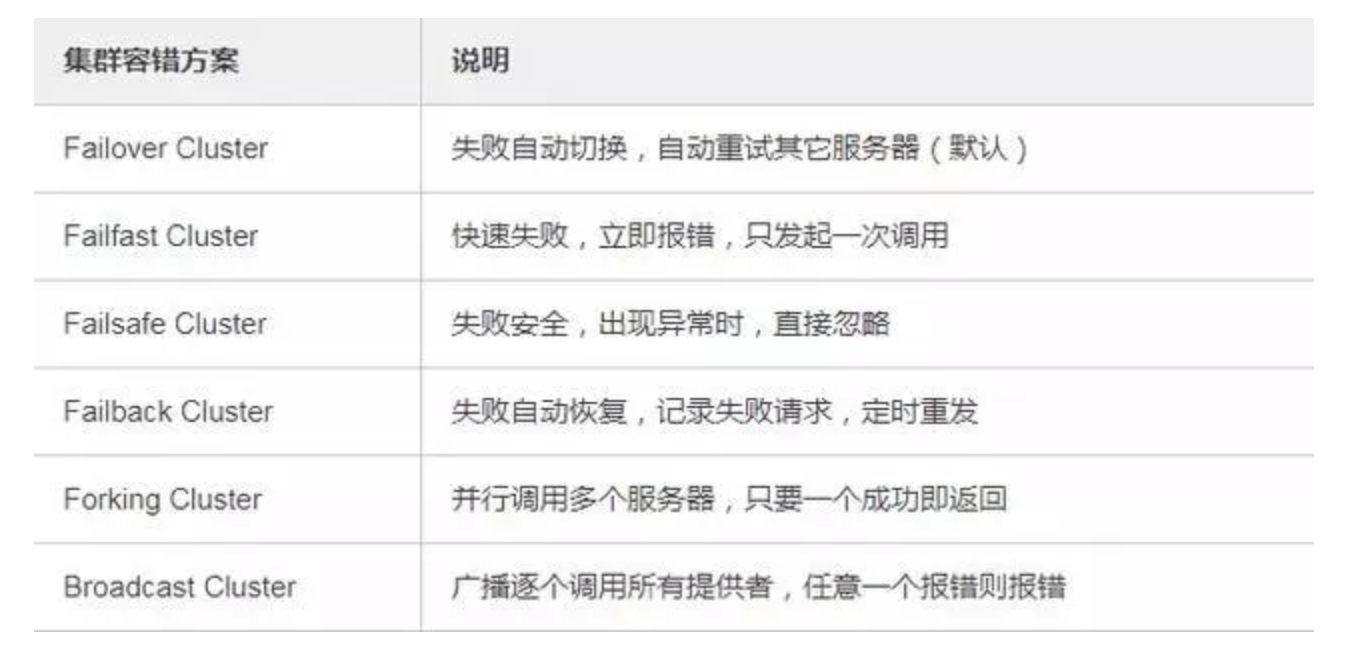 集群容错方案 说明
Failover Cluster 失败自动切换，自动重试其它服务器（默认）
Failfast Cluster 快速失败，立即报错，只发起一次调用
Failsafe Cluster 失败安全，出现异常时，直接忽略
Failback Cluster 失败自动恢复，记录失败请求，定时重发
Forking Cluster 并行调用多个服务器，只要一个成功即返回
Broadcast Cluster 广播逐个调用所有提供者，任意一个报错则报错